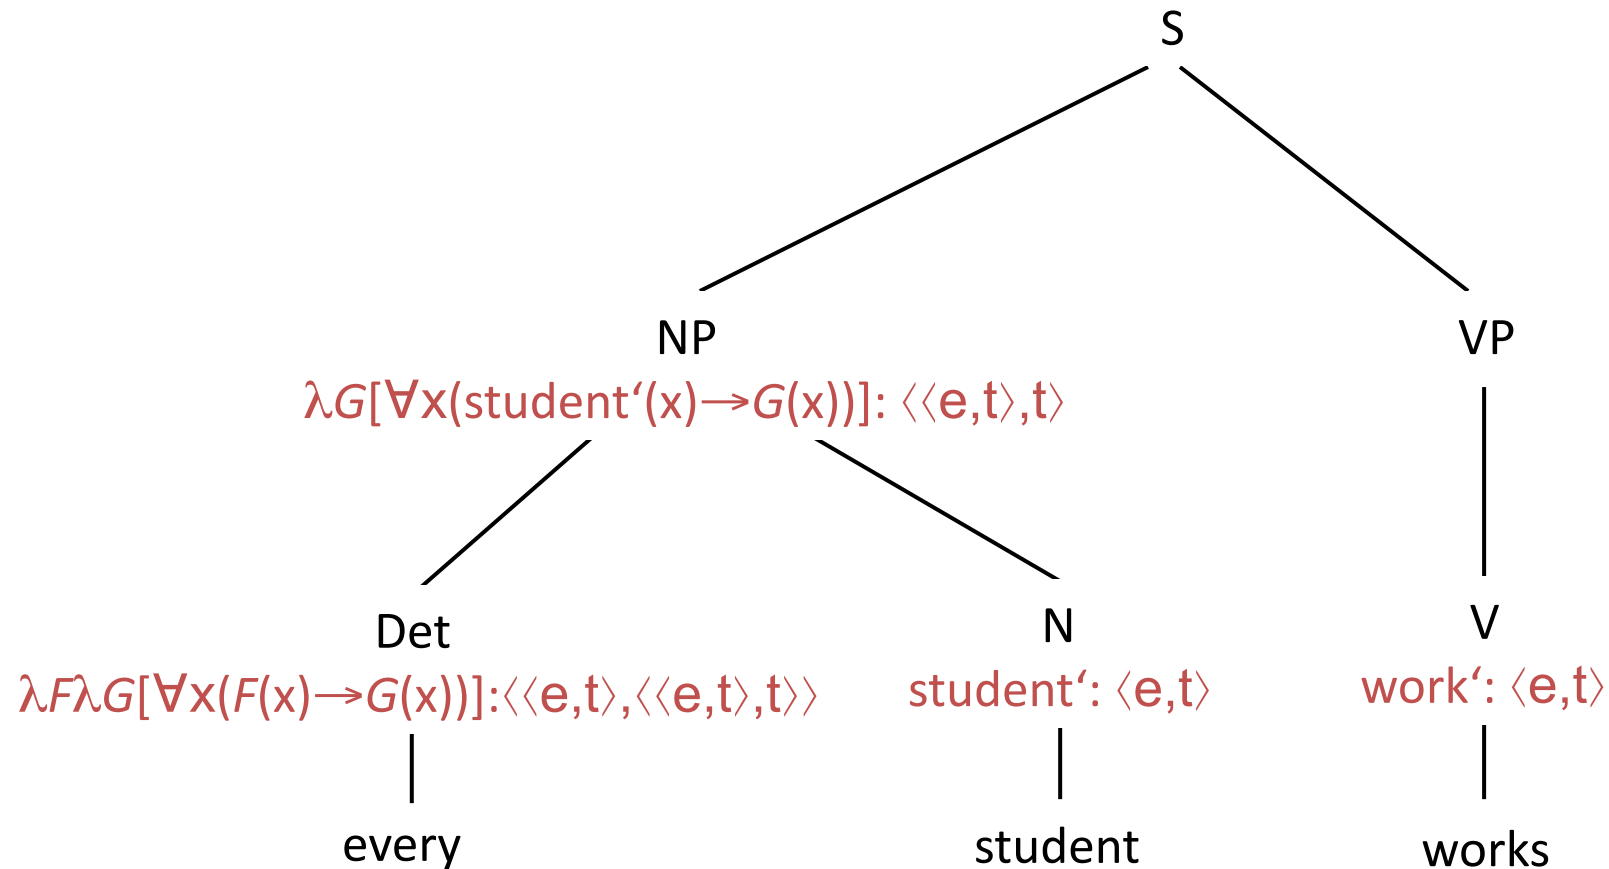 S
NP VP
λG[∀x(student‘(x)→G(x))]: 〈〈e,t〉,t〉
Det N V
λFλG[∀x(F(x)→G(x))]:〈〈e,t〉,〈〈e,t〉,t〉〉 student‘: 〈e,t〉 work‘: 〈e,t〉
every student works